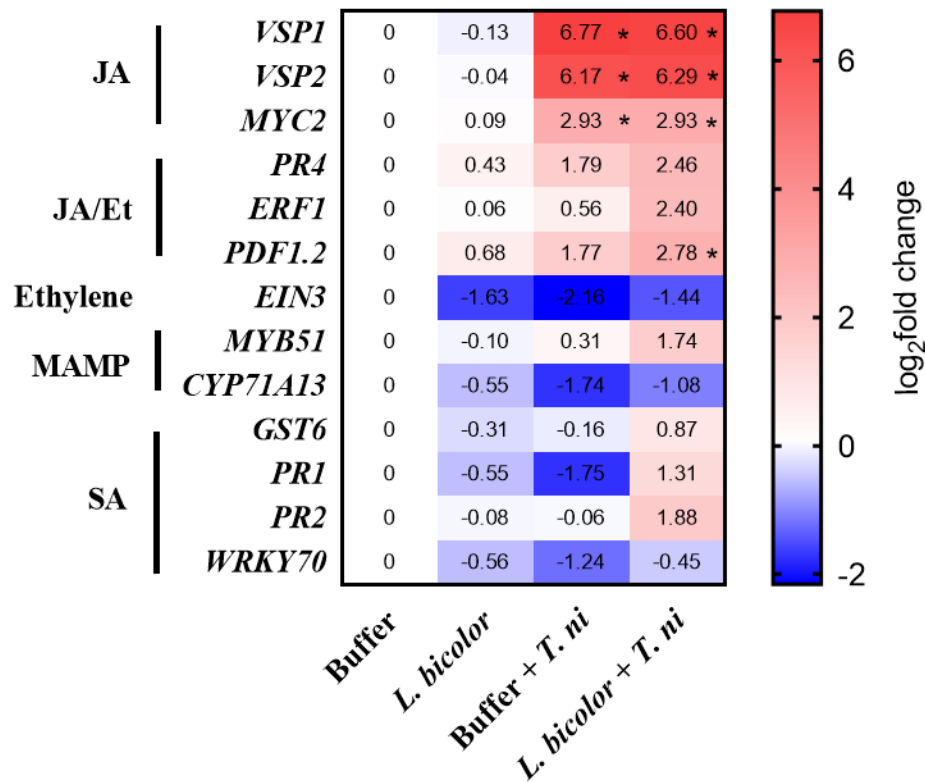 JA
VSP1 0 -0.13 6.77 * 6.60 *
VSP2 0 -0.04 6.17 * 6.29 *
MYC2 0 0.09 2.93 * 2.93 *
JA/Et
PR4 0 0.43 1.79 2.46
ERF1 0 0.06 0.56 2.40
PDF1.2 0 0.68 1.77 2.78 *
Ethylene
EIN3 0 -1.63 -2.16 -1.44
MAMP
MYB51 0 -0.10 0.31 1.74
CYP71A13 0 -0.55 -1.74 -1.08
SA
GST6 0 -0.31 -0.16 0.87
PR1 0 -0.55 -1.75 1.31
PR2 0 -0.08 -0.06 1.88
WRKY70 0 -0.56 -1.24 -0.45
Buffer
L. bicolor
Buffer + T. ni
L. bicolor + T. ni
6
4
2
0
-2
log₂fold change